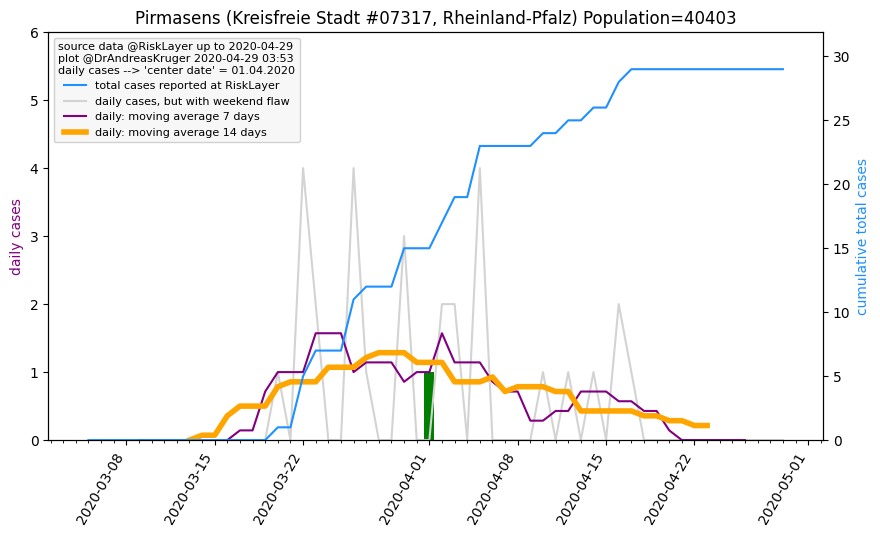 Pirmasens (Kreisfreie Stadt #07317, Rheinland-Pfalz) Population=40403
source data @RiskLayer up to 2020-04-29
plot @DrAndreasKruger 2020-04-29 03:53
daily cases --> 'center date' = 01.04.2020
total cases reported at RiskLayer
daily cases, but with weekend flaw
daily: moving average 7 days
daily: moving average 14 days
daily cases
6
5
4
3
2
1
0
cumulative total cases
30
25
20
15
10
5
0
2020-03-08
2020-03-15
2020-03-22
2020-04-01
2020-04-08
2020-04-15
2020-04-22
2020-05-01